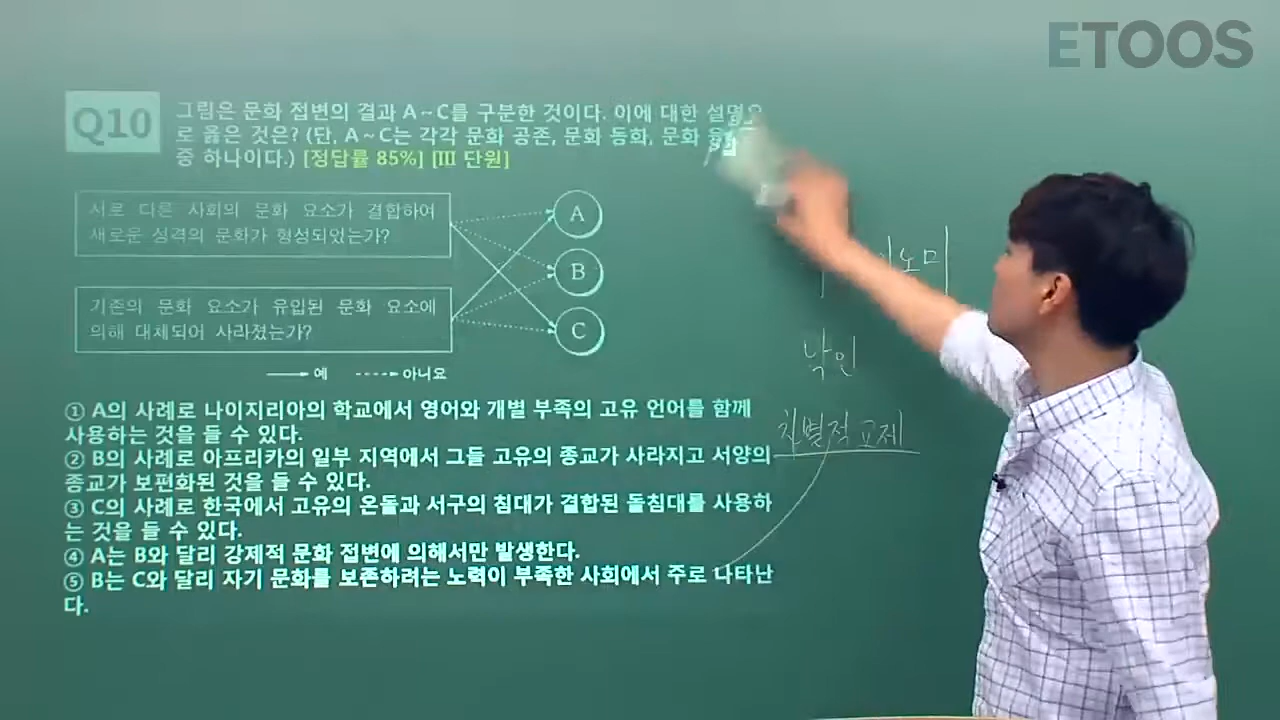 ETOOS
Q10
그림은 문화 접변의 결과 A~C를 구분한 것이다. 이에 대한 설명으
로 옳은 것은? (단, A~C는 각각 문화 공존, 문화 동화, 문화
중 하나이다.) [정답률 85%] [Ⅲ 단원]
서로 다른 사회의 문화 요소가 결합하여
새로운 성격의 문화가 형성되었는가?
기존의 문화 요소가 유입된 문화 요소에
의해 대체되어 사라졌는가?
A
B
C
예 아니요
① A의 사례로 나이지리아의 학교에서 영어와 개별 부족의 고유 언어를 함께
사용하는 것을 들 수 있다.
② B의 사례로 아프리카의 일부 지역에서 그들 고유의 종교가 사라지고 서양의
종교가 보편화된 것을 들 수 있다.
③ C의 사례로 한국에서 고유의 온돌과 서구의 침대가 결합된 돌침대를 사용하
는 것을 들 수 있다.
④ A는 B와 달리 강제적 문화 접변에 의해서만 발생한다.
⑤ B는 C와 달리 자기 문화를 보존하려는 노력이 부족한 사회에서 주로 나타난
다.
낙인
차별적 교제